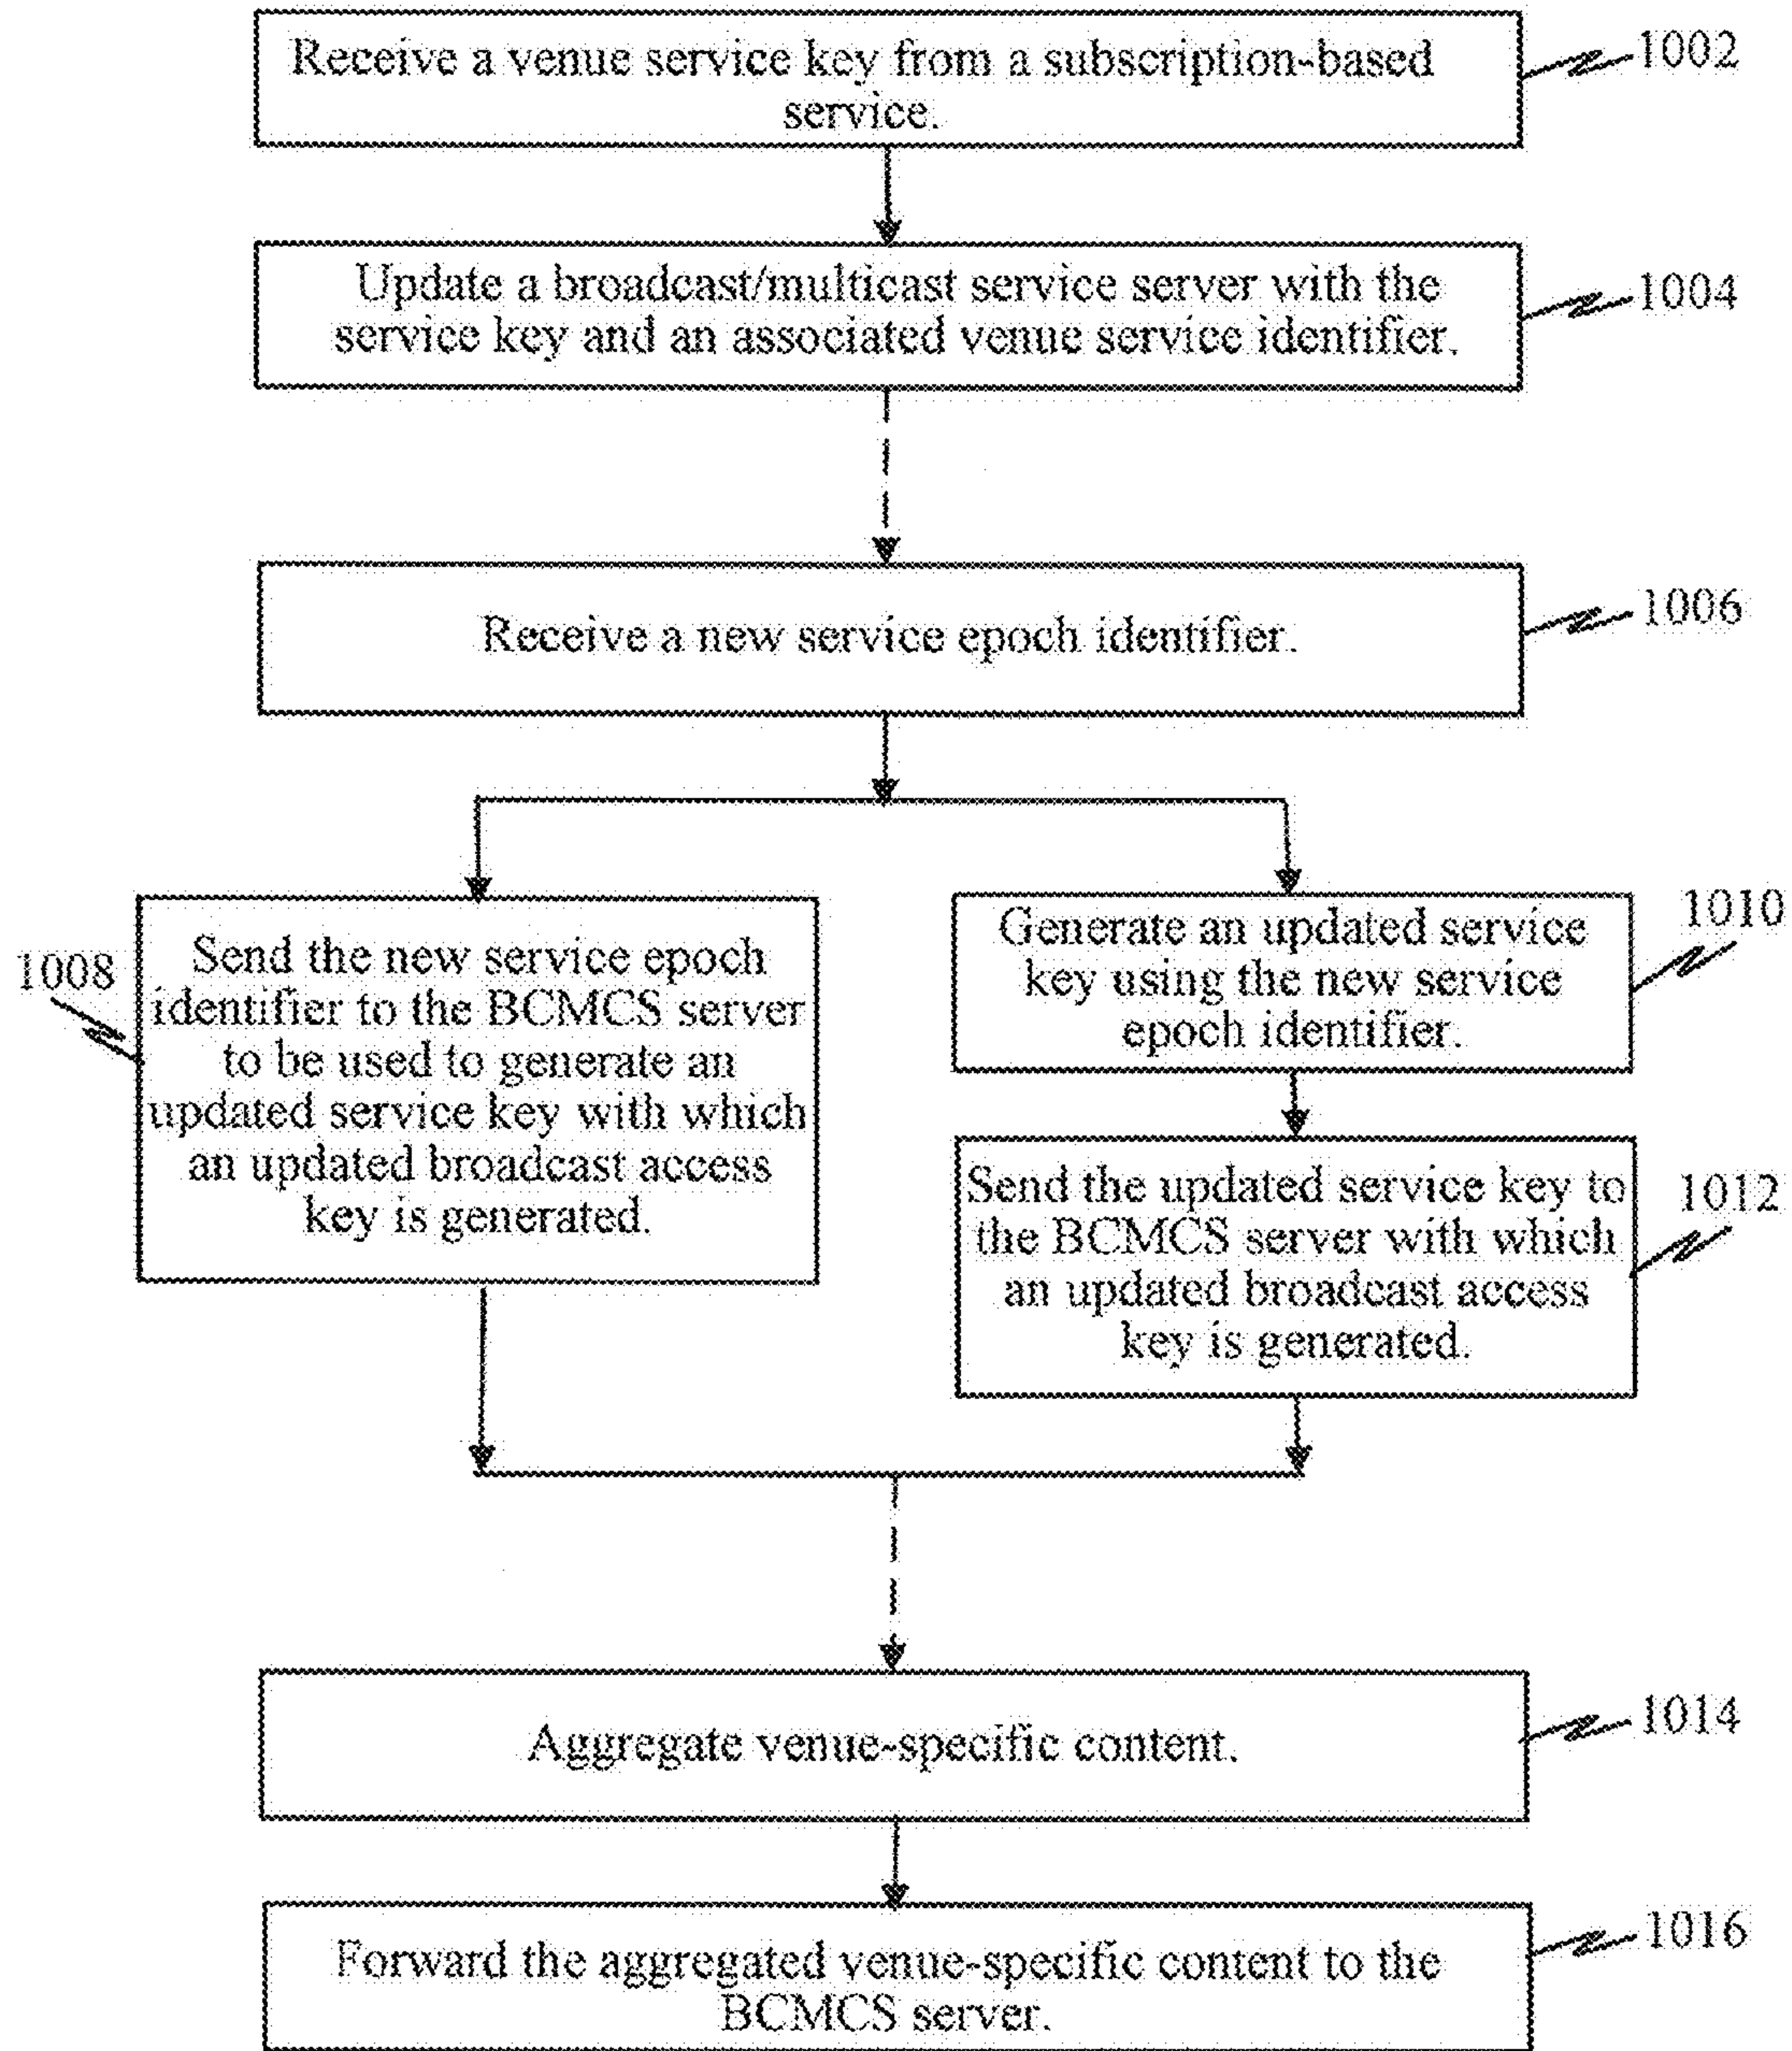 Receive a venue service key from a subscription-based
service.
1002
Update a broadcast/multicast service server with the
service key and an associated venue service identifier.
1004
Receive a new service epoch identifier.
1006
1008
Send the new service epoch
identifier to the BCMCS server
to be used to generate an
updated service key with which
an updated broadcast access
key is generated.
Generate an updated service
key using the new service
epoch identifier.
1010
Send the updated service key to
the BCMCS server with which
an updated broadcast access
key is generated.
1012
Aggregate venue-specific content.
1014
Forward the aggregated venue-specific content to the
BCMCS server.
1016